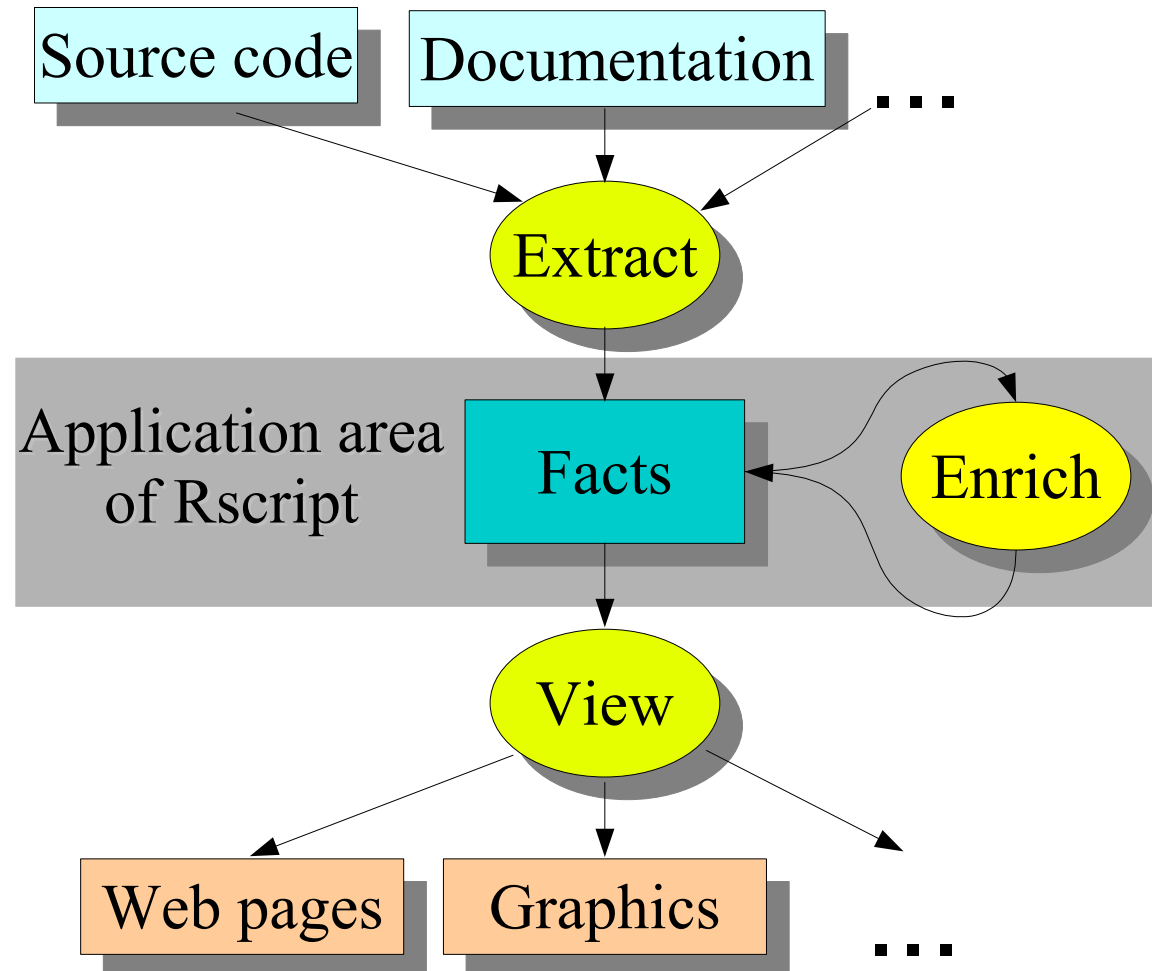 Source code
Documentation
...
Extract
Application area
of Rscript
Facts
Enrich
View
Web pages
Graphics
...